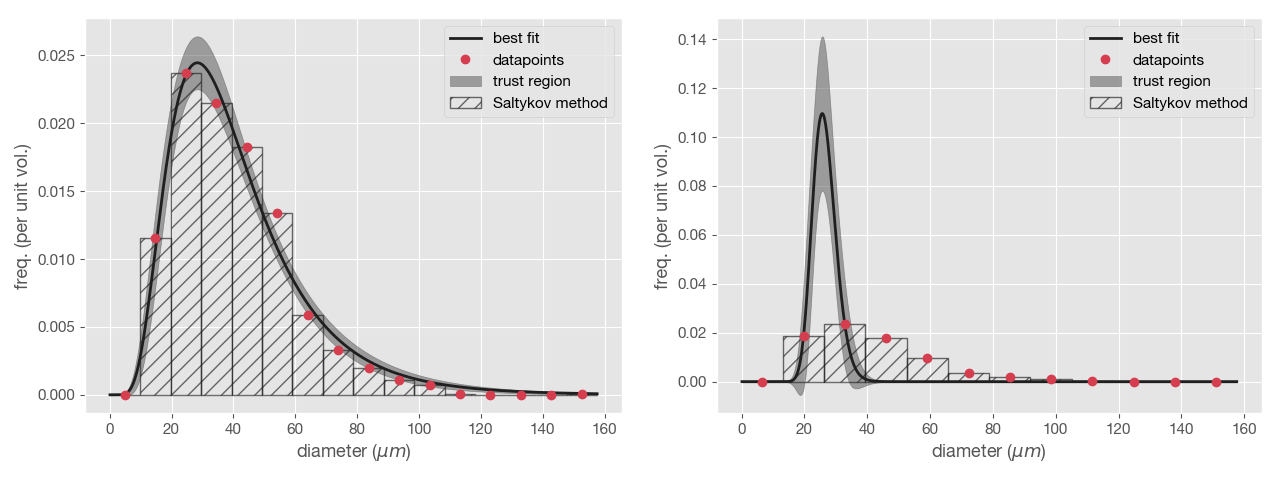 best fit
datapoints
trust region
Saltykov method
0.025
0.020
0.015
0.010
0.005
0.000
freq. (per unit vol.)
0 20 40 60 80 100 120 140 160
diameter (μm)
best fit
datapoints
trust region
Saltykov method
0.14
0.12
0.10
0.08
0.06
0.04
0.02
0.00
freq. (per unit vol.)
0 20 40 60 80 100 120 140 160
diameter (μm)